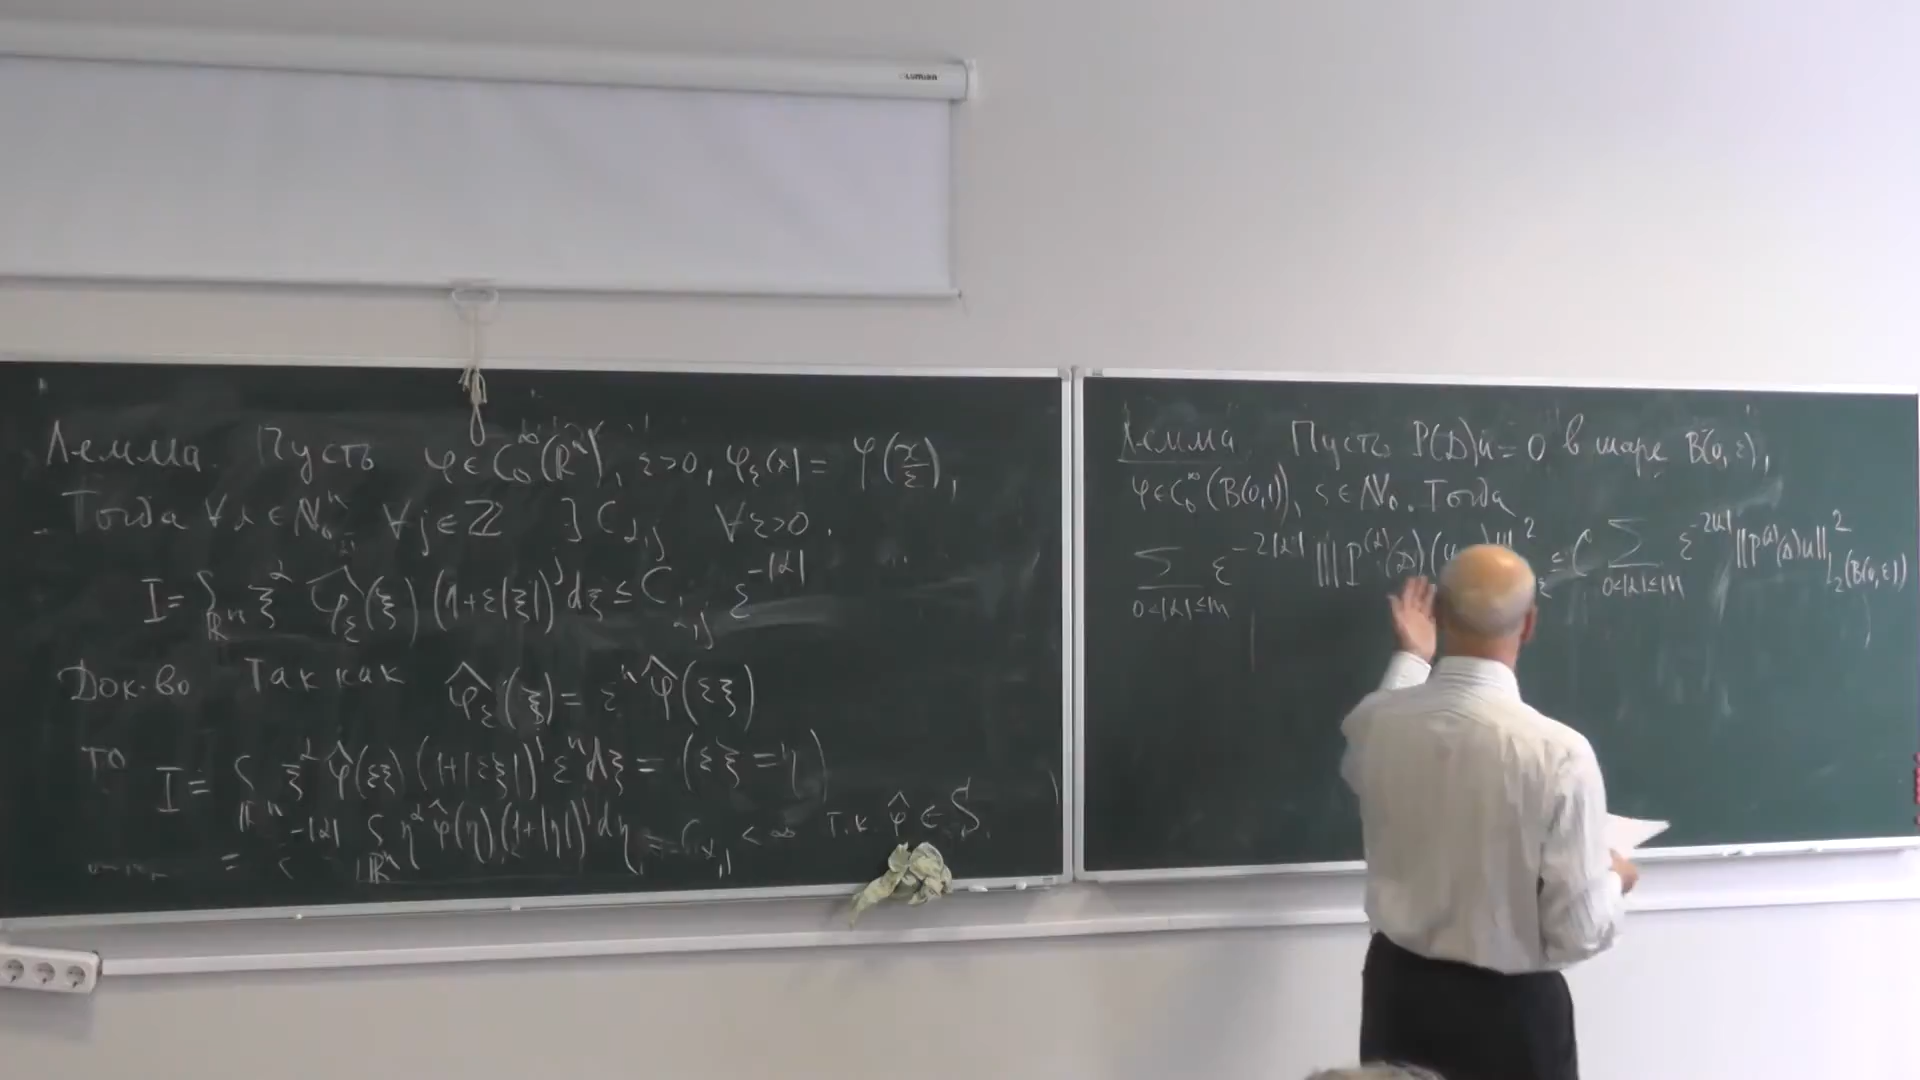 LUMIEN
Лемма. Пусть φ∈C₀^∞(ℝⁿ), ε>0, φ_ε(x) = φ(x/ε),
Тогда ∀α∈ℕ₀ⁿ ∀j∈ℤ ∃C_{α,j} ∀ε>0.
I = ∫_{ℝⁿ} ξ^α φ̂_ε(ξ) (1+ε|ξ|)^j dξ ≤ C_{α,j} ε^{-|α|}
Док-во Так как φ̂_ε(ξ) = εⁿ φ̂(εξ)
то I = ∫_{ℝⁿ} ξ^α φ̂(εξ) (1+|εξ|)^j εⁿ dξ = (εξ = η)
= ε^{-|α|} ∫_{ℝⁿ} η^α φ̂(η) (1+|η|)^j dη = C_{α,j} < ∞ т.к. φ̂ ∈ S.
Лемма. Пусть P(D)u = 0 в шаре B(0,ε),
φ∈C₀^∞(B(0,1)), s∈ℕ₀. Тогда
∑_{0<|α|≤m} ε^{-2|α|} |||P^{(α)}(D)(u |||² ≤ C ∑_{0<|α|≤m} ε^{-2|α|} ||P^{(α)}(D)u||²_{L₂(B(0,ε))}